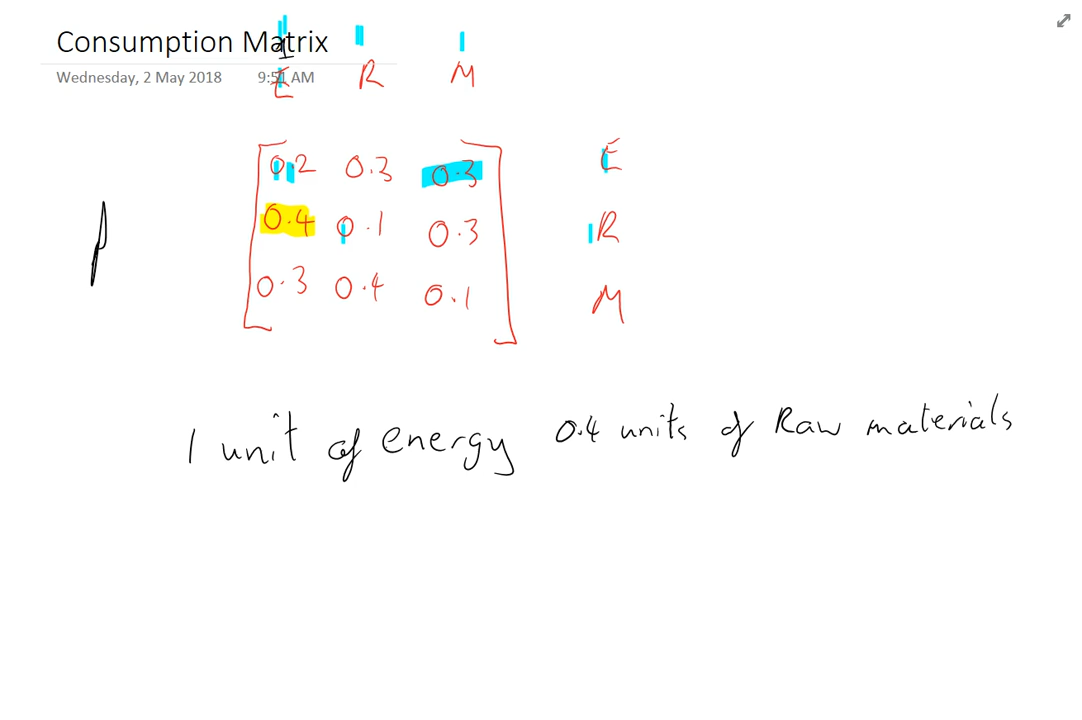 Consumption Matrix
Wednesday, 2 May 2018 9:51 AM
E R M
0.2 0.3 0.3 E
0.4 0.1 0.3 R
0.3 0.4 0.1 M
1 unit of energy 0.4 units of Raw materials